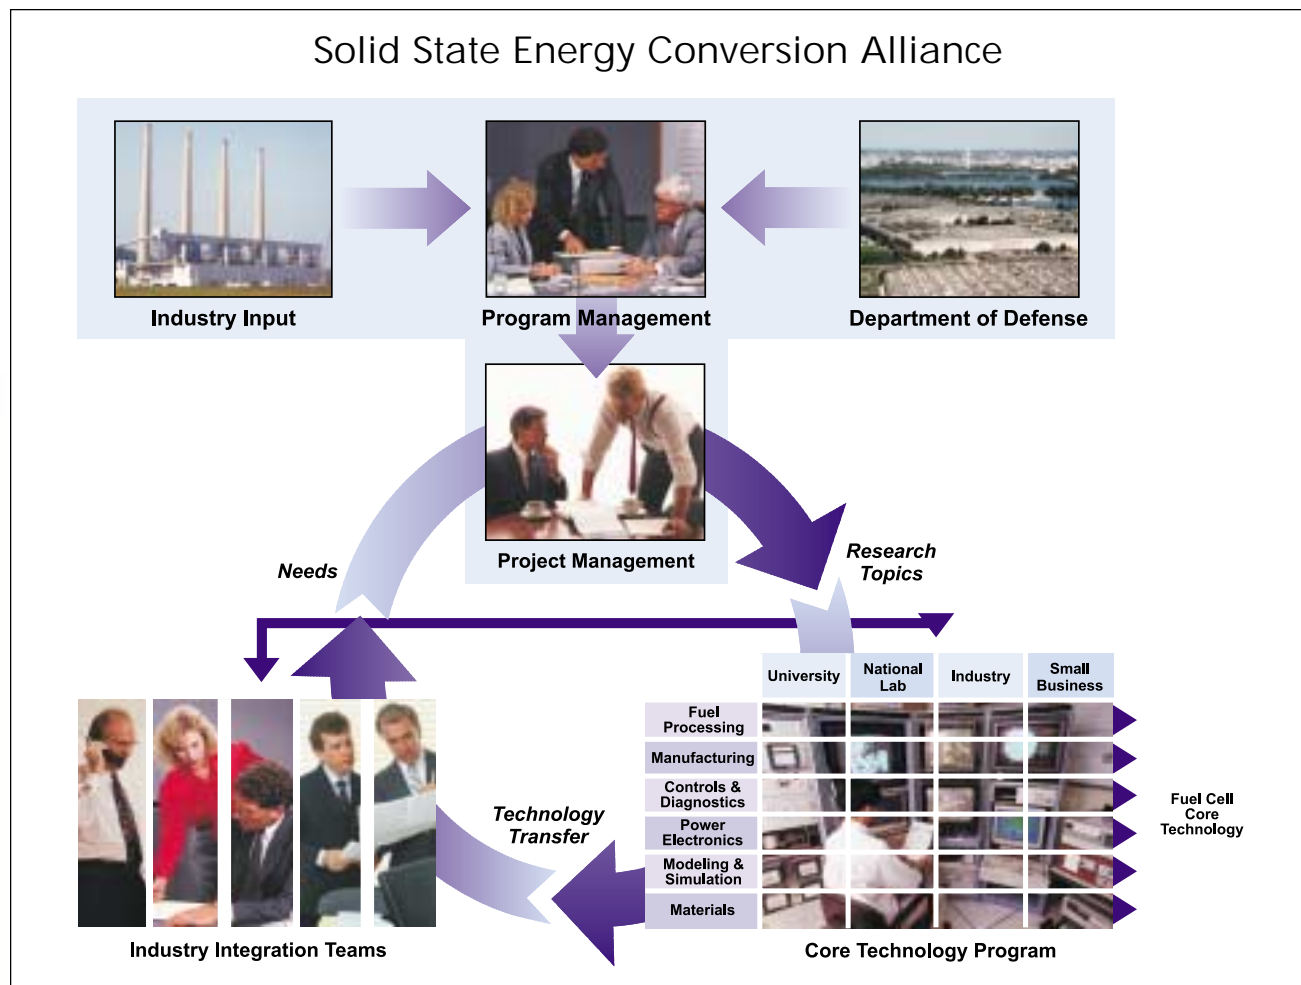 Solid State Energy Conversion Alliance
Industry Input
Program Management
Department of Defense
Project Management
Needs
Research
Topics
University
National
Lab
Industry
Small
Business
Fuel
Processing
Manufacturing
Controls &
Diagnostics
Power
Electronics
Modeling &
Simulation
Materials
Fuel Cell
Core
Technology
Technology
Transfer
Industry Integration Teams
Core Technology Program